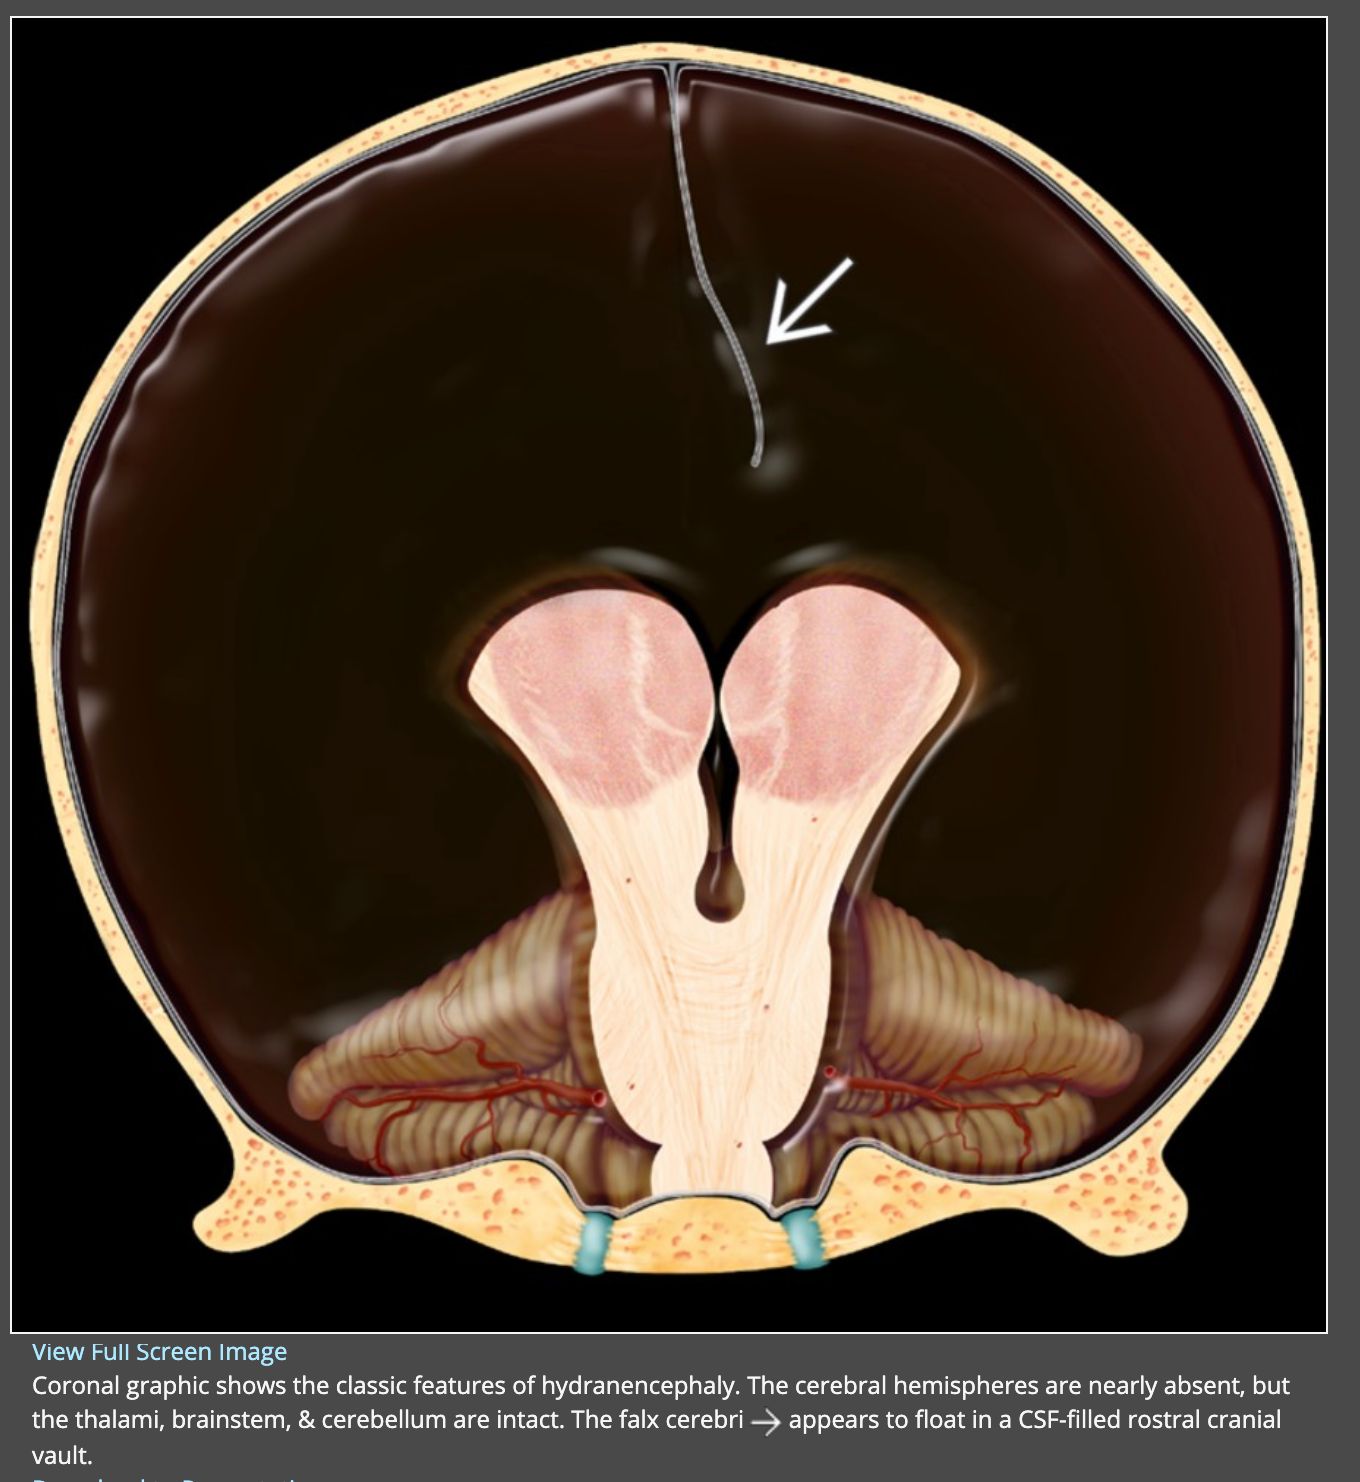 View Full Screen Image
Coronal graphic shows the classic features of hydranencephaly. The cerebral hemispheres are nearly absent, but
the thalami, brainstem, & cerebellum are intact. The falx cerebri → appears to float in a CSF-filled rostral cranial
vault.